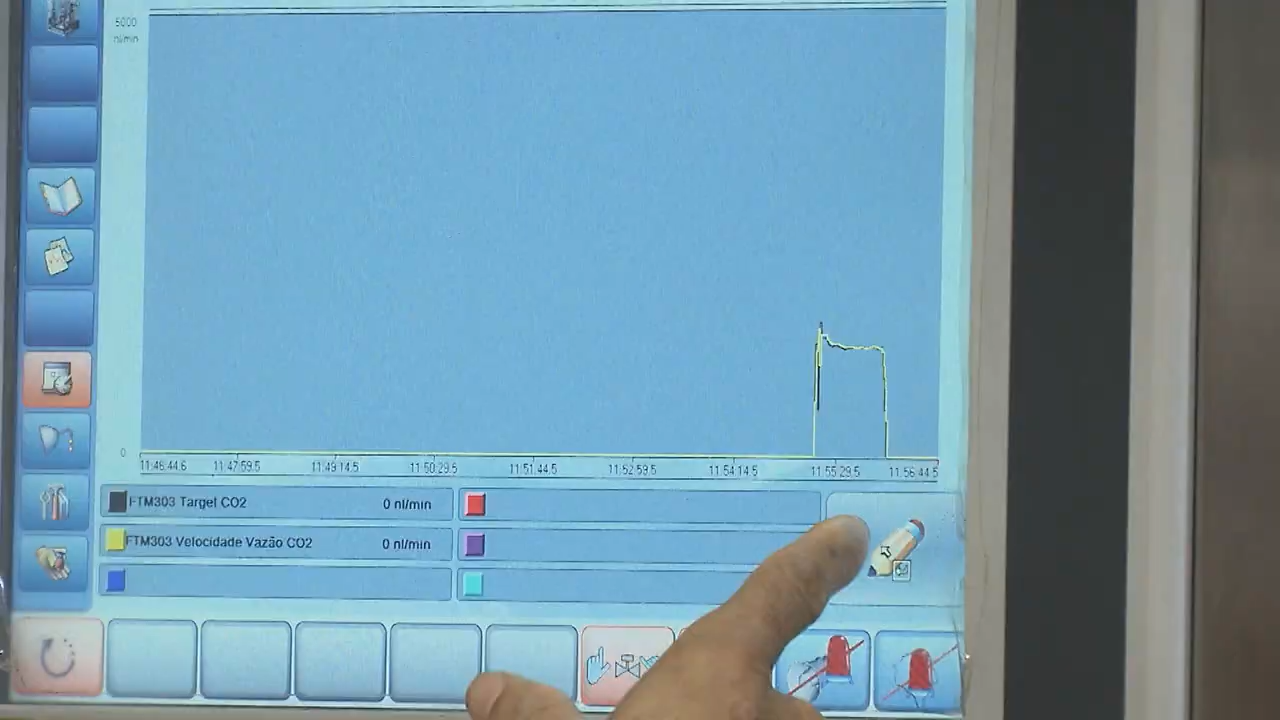 5000
nl/min
0
11:46:44.6 11:47:59.5 11:49:14.5 11:50:29.5 11:51:44.5 11:52:59.5 11:54:14.5 11:55:29.5 11:56:44.5
FTM303 Target CO2 0 nl/min
FTM303 Velocidade Vazão CO2 0 nl/min